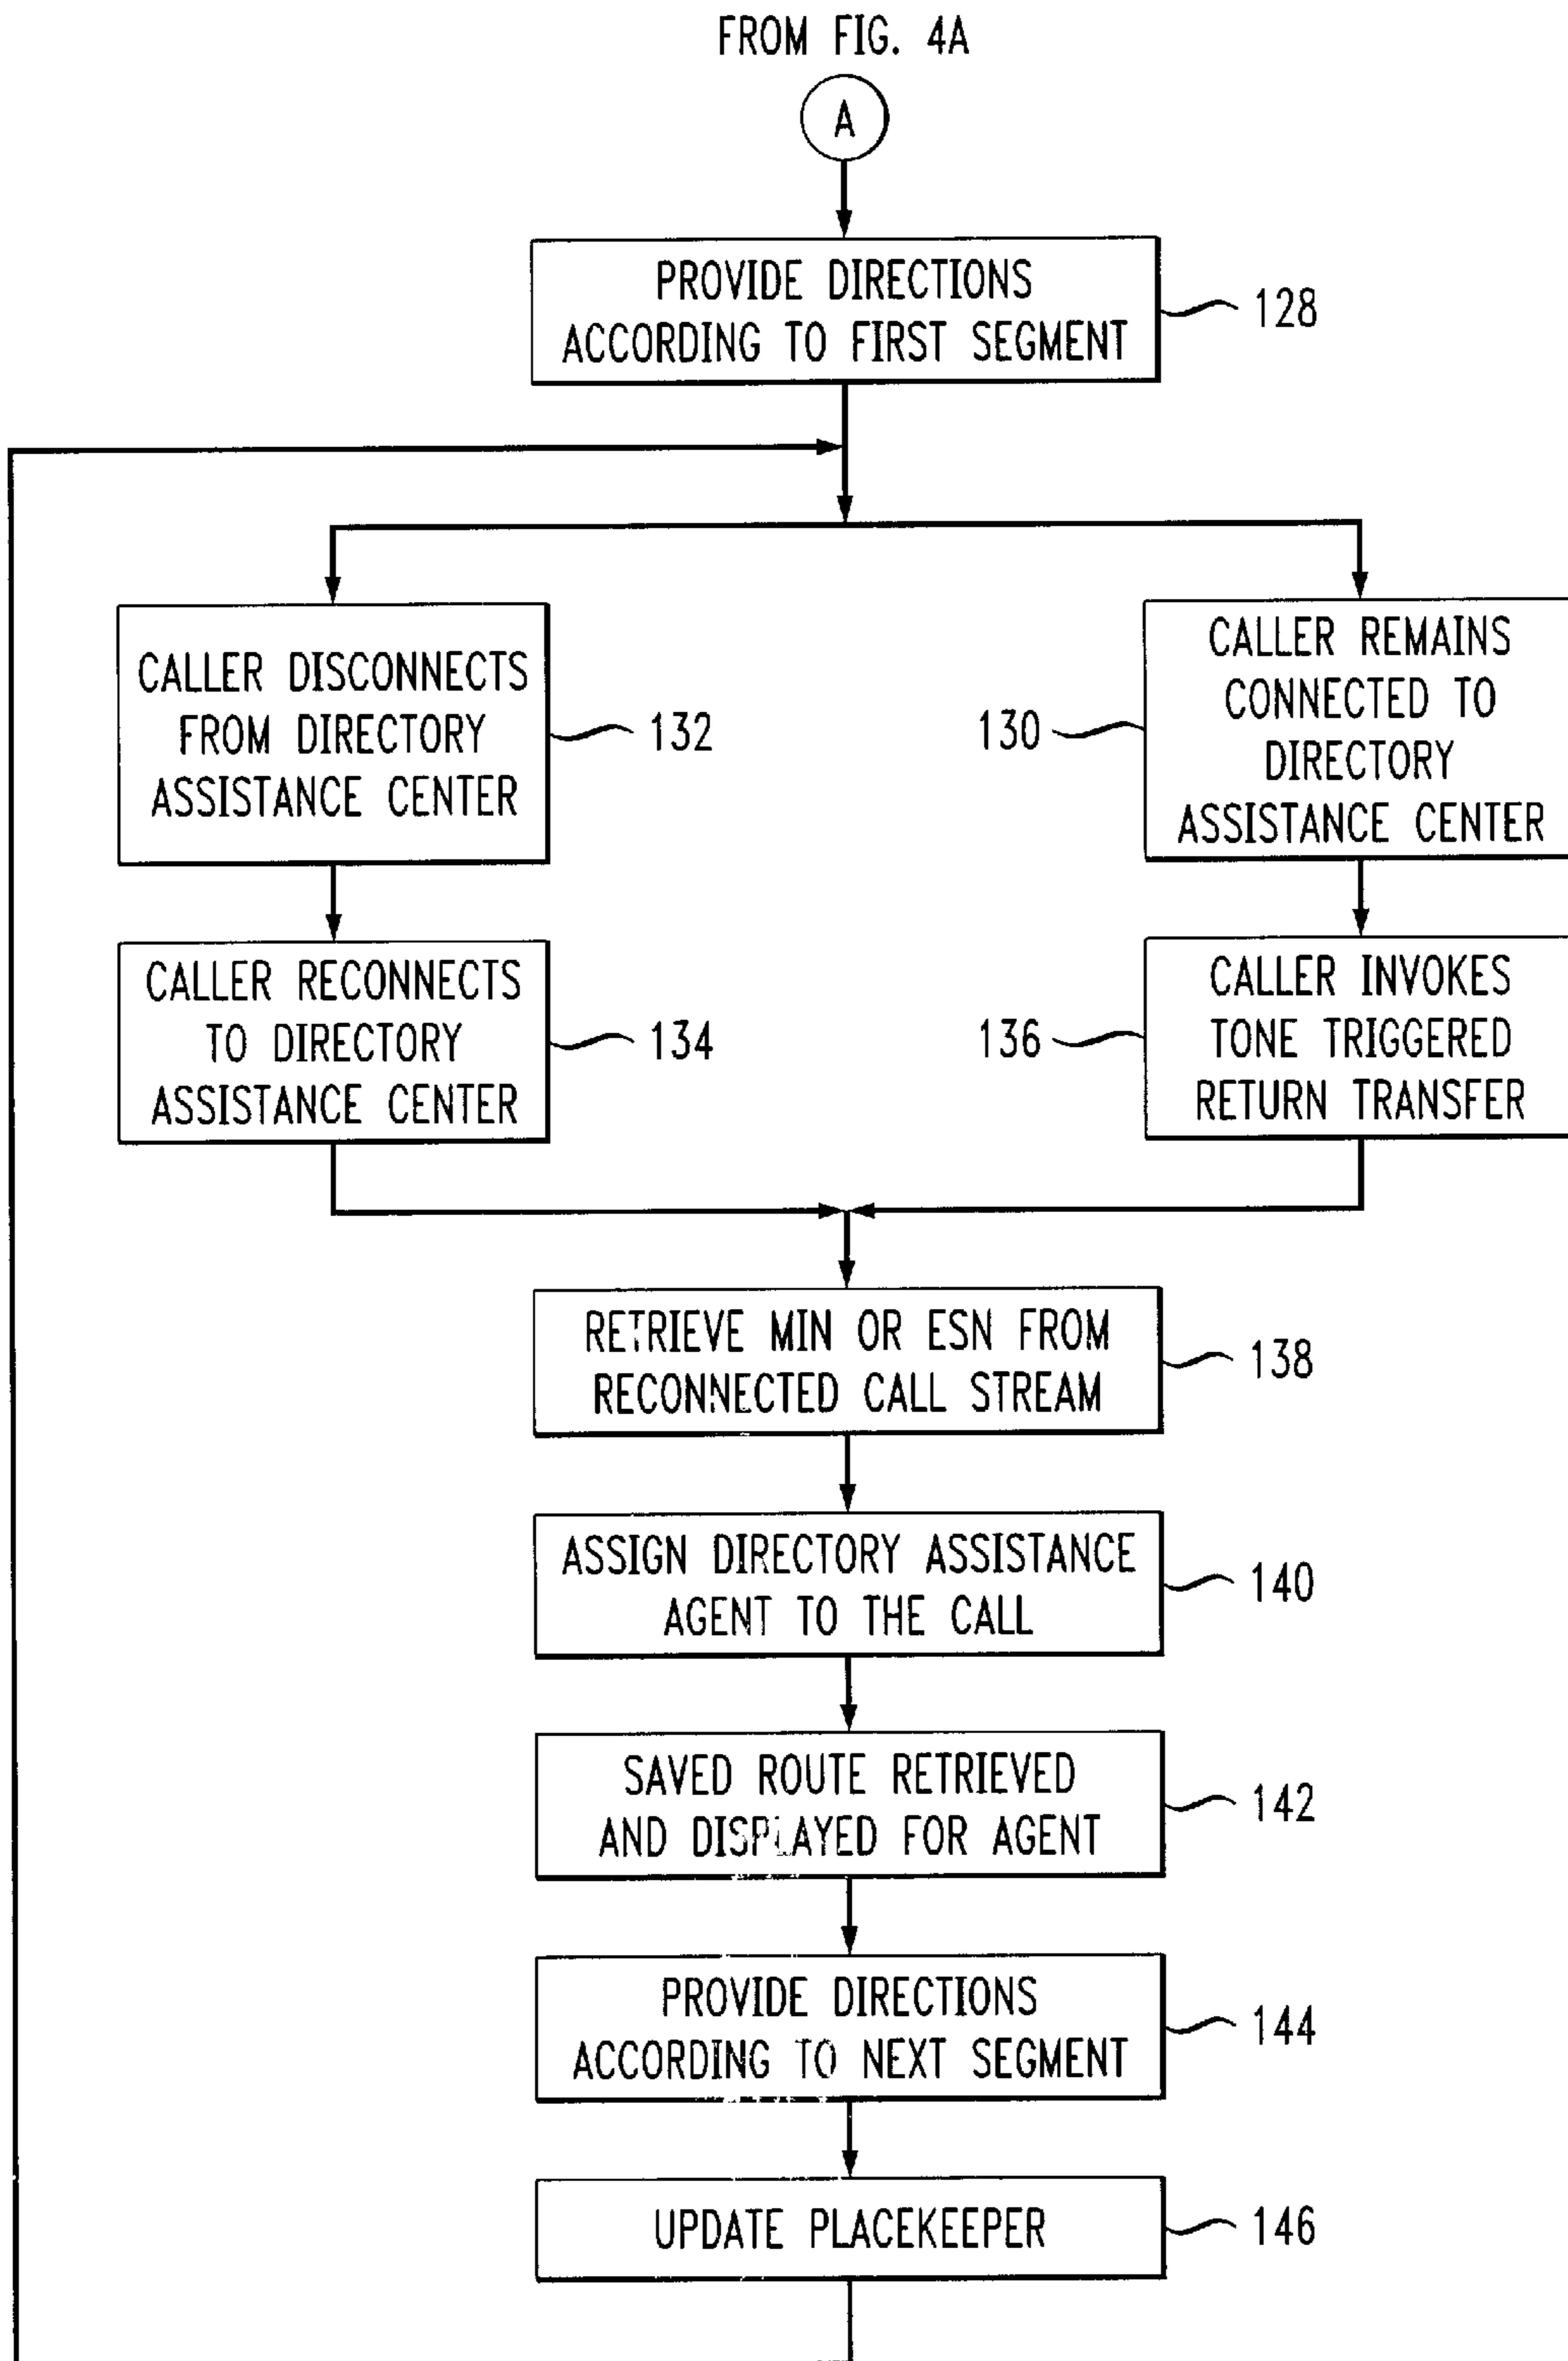 FROM FIG. 4A
A
PROVIDE DIRECTIONS
ACCORDING TO FIRST SEGMENT
128
CALLER DISCONNECTS
FROM DIRECTORY
ASSISTANCE CENTER
132
130
CALLER REMAINS
CONNECTED TO
DIRECTORY
ASSISTANCE CENTER
CALLER RECONNECTS
TO DIRECTORY
ASSISTANCE CENTER
134
136
CALLER INVOKES
TONE TRIGGERED
RETURN TRANSFER
RETRIEVE MIN OR ESN FROM
RECONNECTED CALL STREAM
138
ASSIGN DIRECTORY ASSISTANCE
AGENT TO THE CALL
140
SAVED ROUTE RETRIEVED
AND DISPLAYED FOR AGENT
142
PROVIDE DIRECTIONS
ACCORDING TO NEXT SEGMENT
144
UPDATE PLACEKEEPER
146